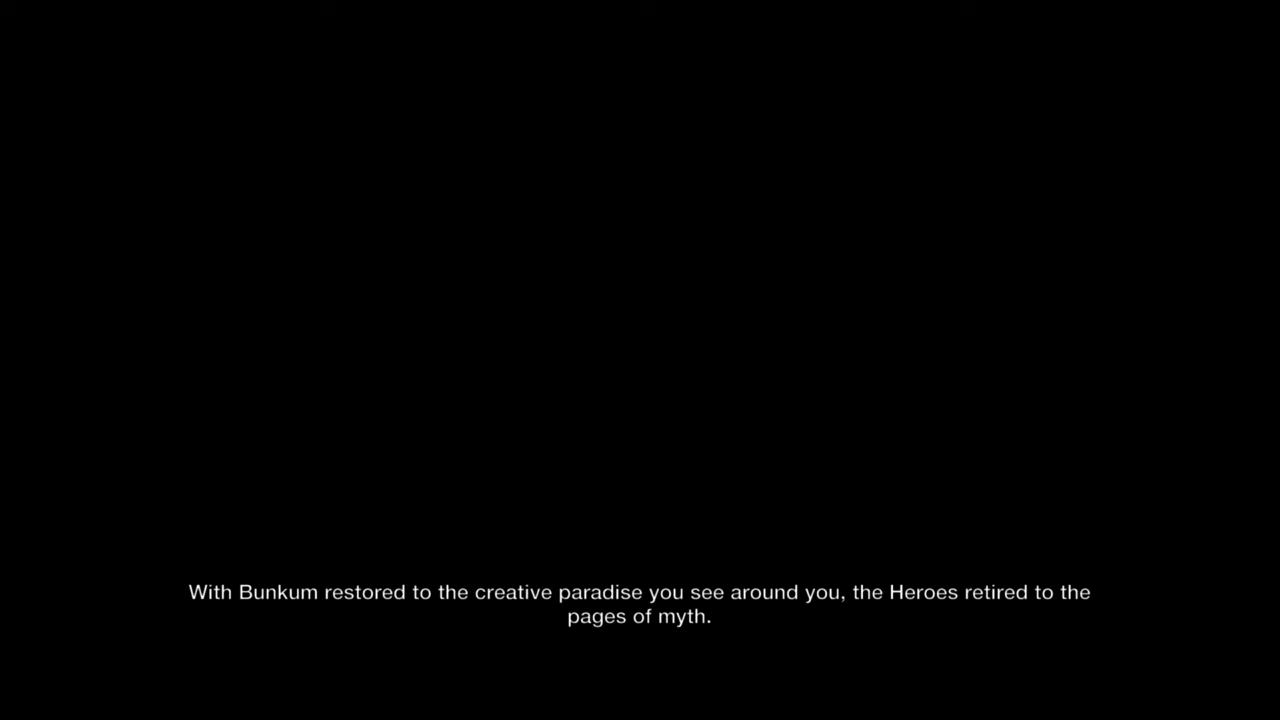 With Bunkum restored to the creative paradise you see around you, the Heroes retired to the
pages of myth.